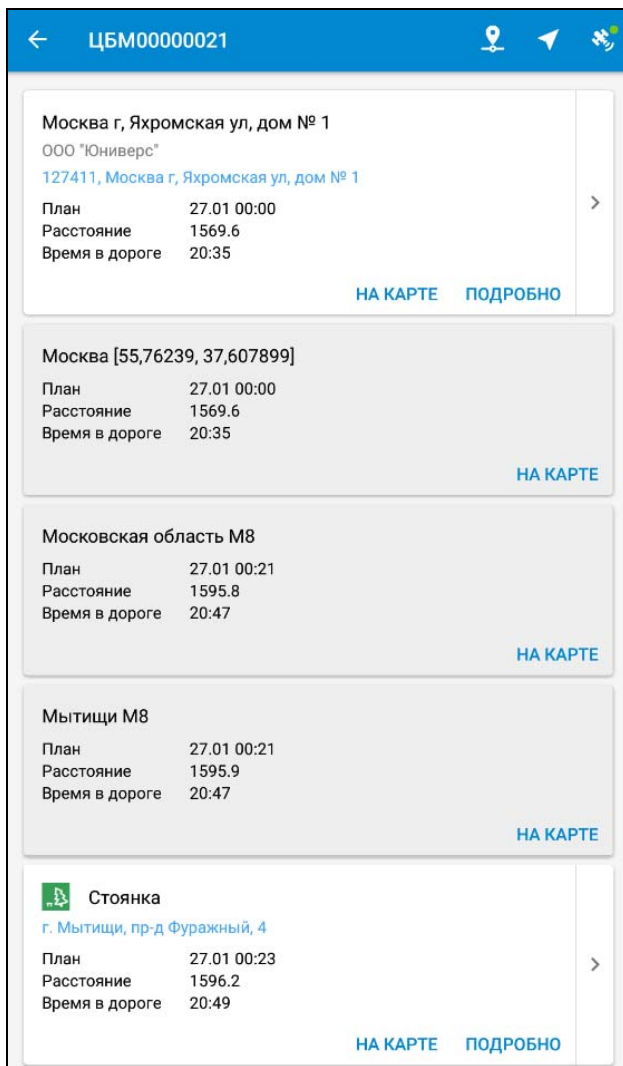 ЦБМ00000021
Москва г, Яхромская ул, дом № 1
ООО "Юниверс"
127411, Москва г, Яхромская ул, дом № 1
План 27.01 00:00
Расстояние 1569.6
Время в дороге 20:35
НА КАРТЕ ПОДРОБНО
Москва [55,76239, 37,607899]
План 27.01 00:00
Расстояние 1569.6
Время в дороге 20:35
НА КАРТЕ
Московская область М8
План 27.01 00:21
Расстояние 1595.8
Время в дороге 20:47
НА КАРТЕ
Мытищи М8
План 27.01 00:21
Расстояние 1595.9
Время в дороге 20:47
НА КАРТЕ
Стоянка
г. Мытищи, пр-д Фуражный, 4
План 27.01 00:23
Расстояние 1596.2
Время в дороге 20:49
НА КАРТЕ ПОДРОБНО